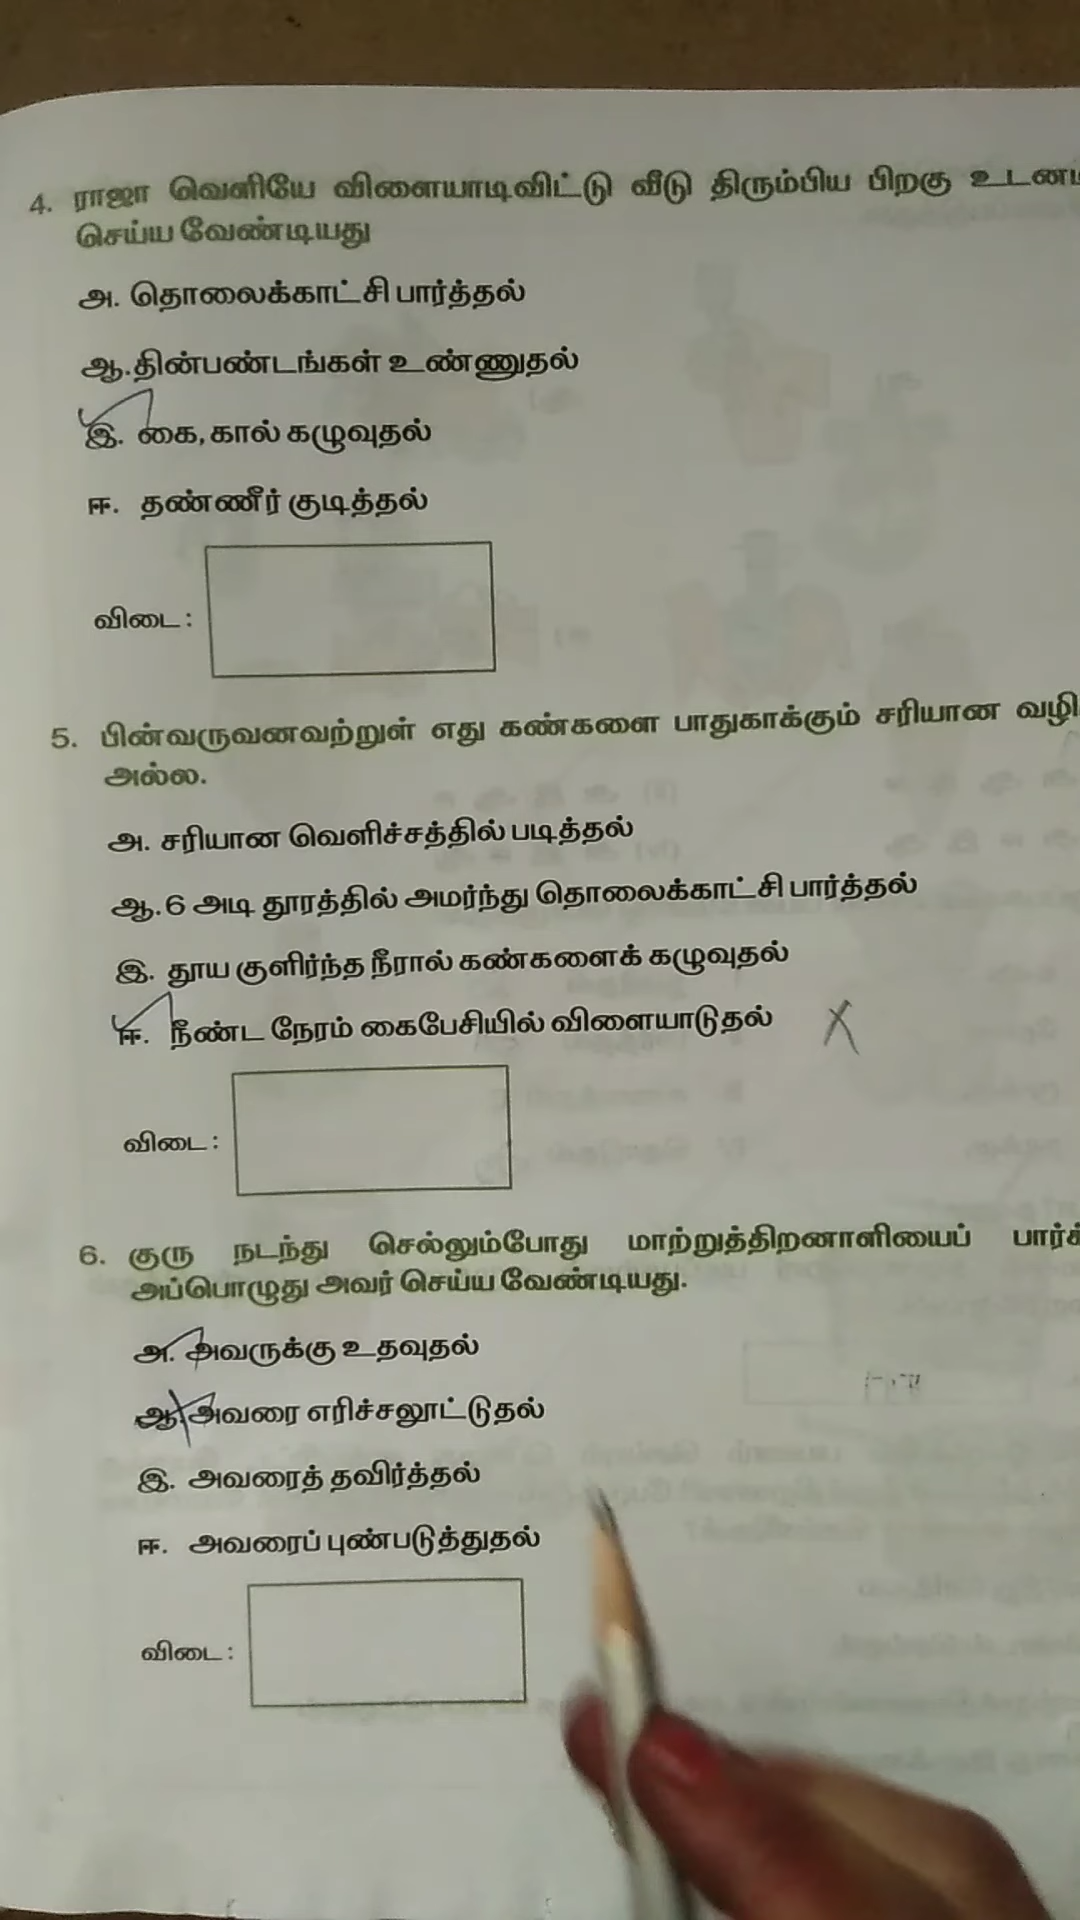 4. ராஜா வெளியே விளையாடிவிட்டு வீடு திரும்பிய பிறகு
செய்ய வேண்டியது
அ. தொலைக்காட்சி பார்த்தல்
ஆ.தின்பண்டங்கள் உண்ணுதல்
இ. கை, கால் கழுவுதல்
ஈ. தண்ணீர் குடித்தல்
விடை :
5. பின்வருவனவற்றுள் எது கண்களை பாதுகாக்கும் சரியான வழி
அல்ல.
அ. சரியான வெளிச்சத்தில் படித்தல்
ஆ.6 அடி தூரத்தில் அமர்ந்து தொலைக்காட்சி பார்த்தல்
இ. தூய குளிர்ந்த நீரால் கண்களைக் கழுவுதல்
ஈ. நீண்ட நேரம் கைபேசியில் விளையாடுதல் X
விடை :
6. குரு நடந்து செல்லும்போது மாற்றுத்திறனாளியைப்
அப்பொழுது அவர் செய்ய வேண்டியது.
அ. அவருக்கு உதவுதல்
ஆ.அவரை எரிச்சலூட்டுதல்
இ. அவரைத் தவிர்த்தல்
ஈ. அவரைப் புண்படுத்துதல்
விடை :